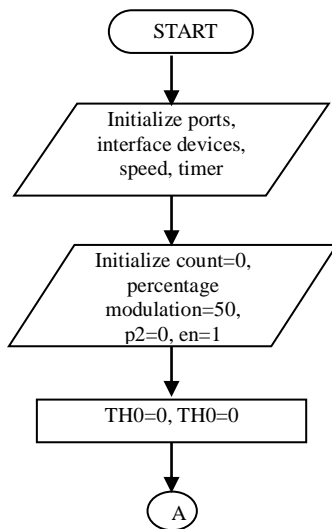 START
Initialize ports,
interface devices,
speed, timer
Initialize count=0,
percentage
modulation=50,
p2=0, en=1
TH0=0, TH0=0
A